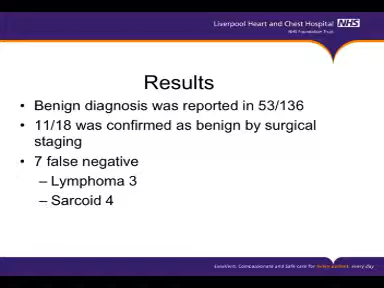 Liverpool Heart and Chest Hospital NHS
NHS Foundation Trust
Results
• Benign diagnosis was reported in 53/136
• 11/18 was confirmed as benign by surgical
staging
• 7 false negative
– Lymphoma 3
– Sarcoid 4
Excellent, Compassionate and Safe care for every patient, every day